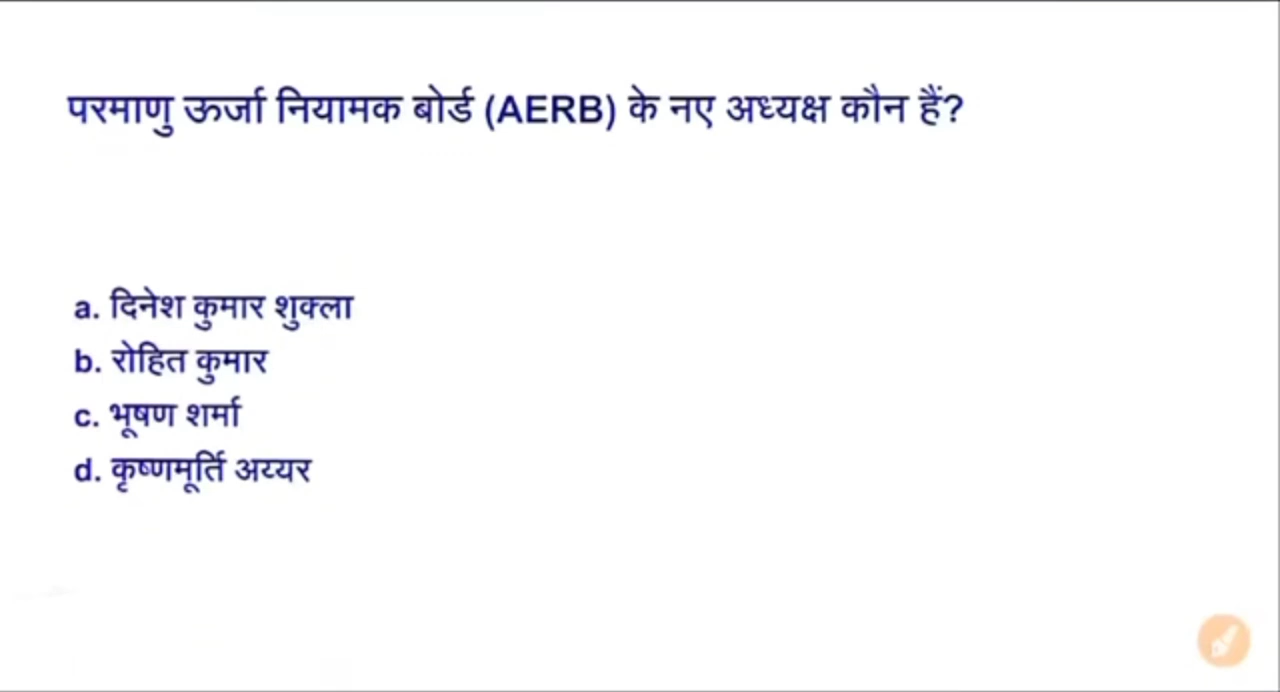 परमाणु ऊर्जा नियामक बोर्ड (AERB) के नए अध्यक्ष कौन हैं?
a. दिनेश कुमार शुक्ला
b. रोहित कुमार
c. भूषण शर्मा
d. कृष्णमूर्ति अय्यर